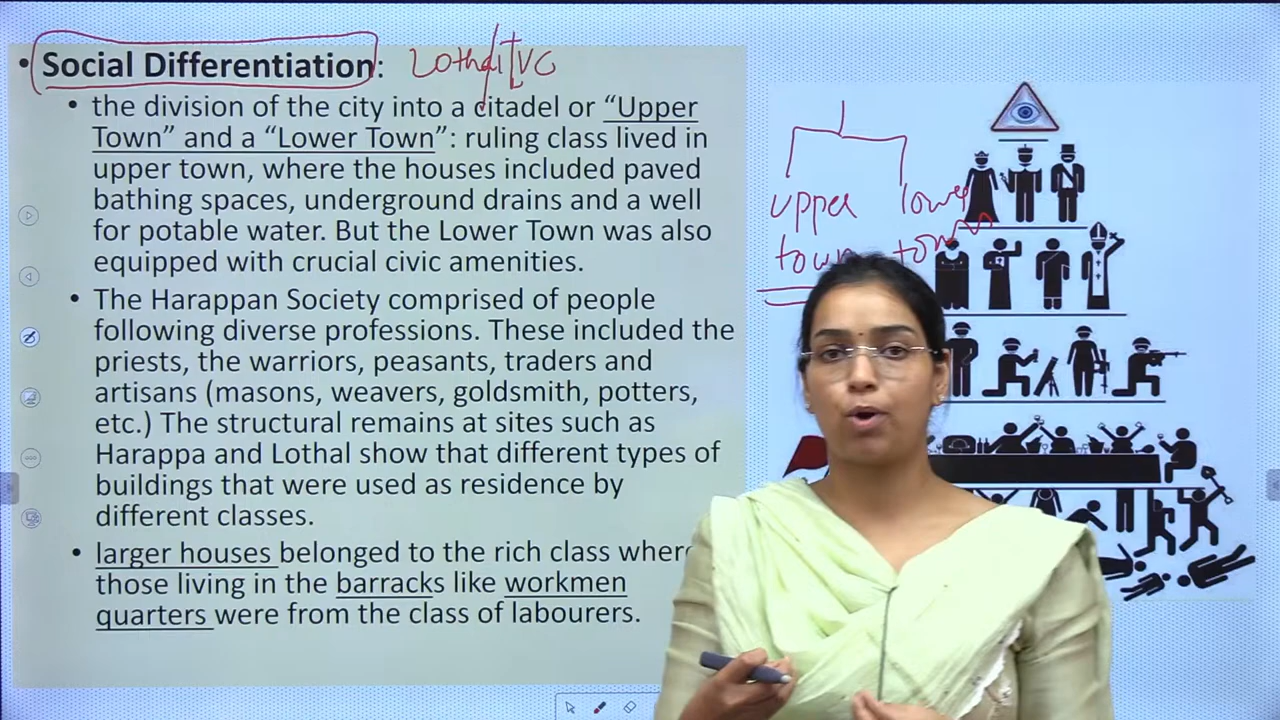 • Social Differentiation: Lothal IVC
• the division of the city into a citadel or “Upper
Town” and a “Lower Town”: ruling class lived in
upper town, where the houses included paved
bathing spaces, underground drains and a well
for potable water. But the Lower Town was also
equipped with crucial civic amenities.
• The Harappan Society comprised of people
following diverse professions. These included the
priests, the warriors, peasants, traders and
artisans (masons, weavers, goldsmith, potters,
etc.) The structural remains at sites such as
Harappa and Lothal show that different types of
buildings that were used as residence by
different classes.
• larger houses belonged to the rich class where
those living in the barracks like workmen
quarters were from the class of labourers.
upper lower
town town